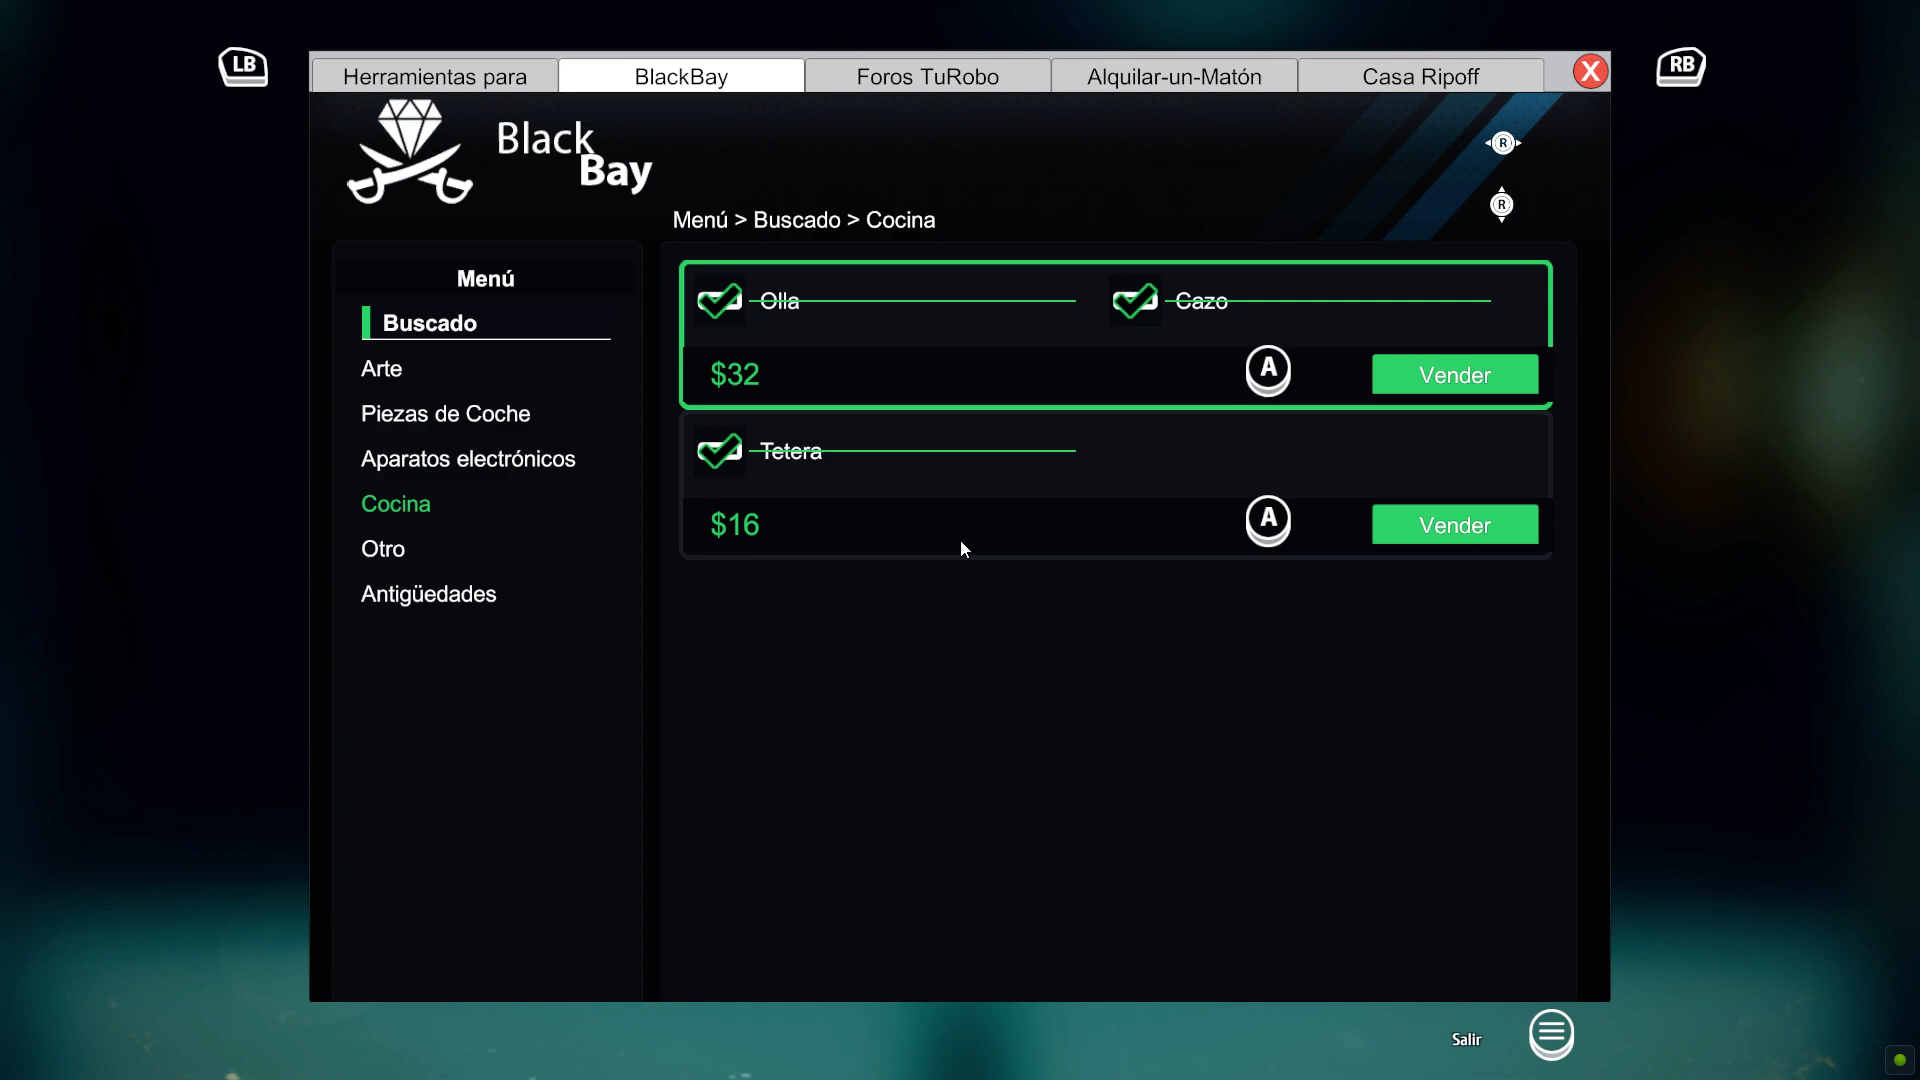 LB
RB
Herramientas para
BlackBay
Foros TuRobo
Alquilar-un-Matón
Casa Ripoff
X
Black
Bay
R
R
Menú > Buscado > Cocina
Menú
Buscado
Arte
Piezas de Coche
Aparatos electrónicos
Cocina
Otro
Antigüedades
Olla
Cazo
$32
A
Vender
Tetera
$16
A
Vender
Salir